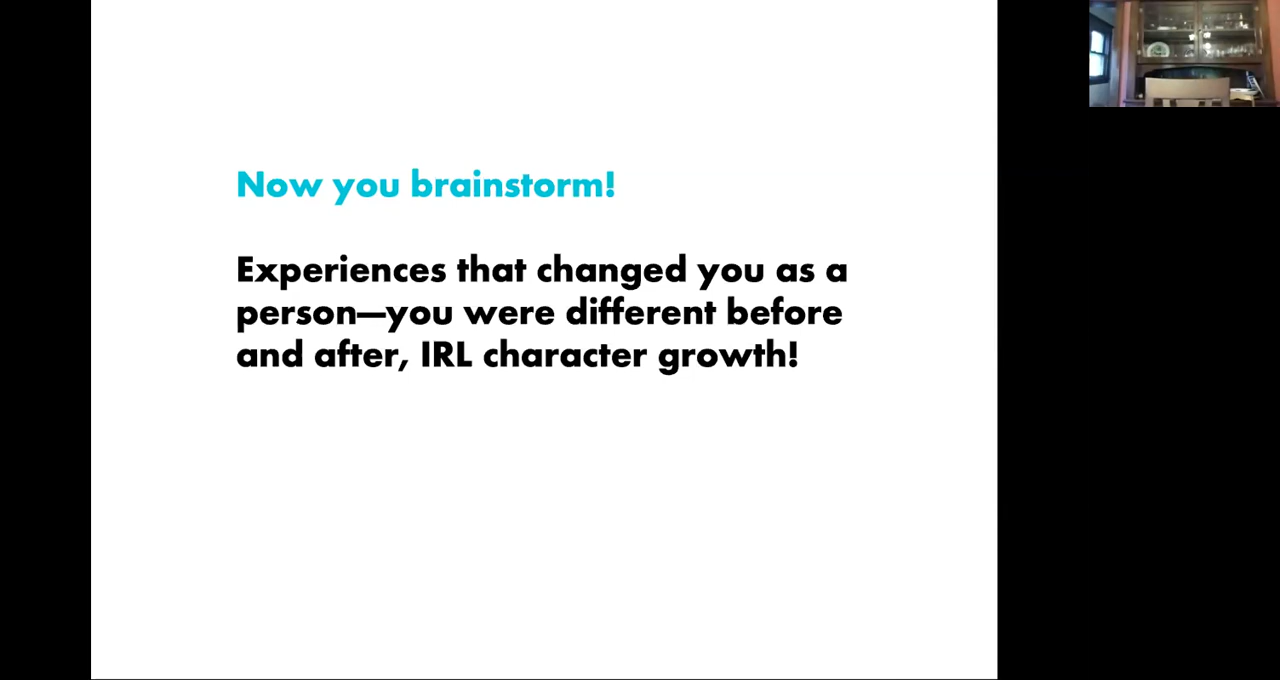 Now you brainstorm!
Experiences that changed you as a
person—you were different before
and after, IRL character growth!